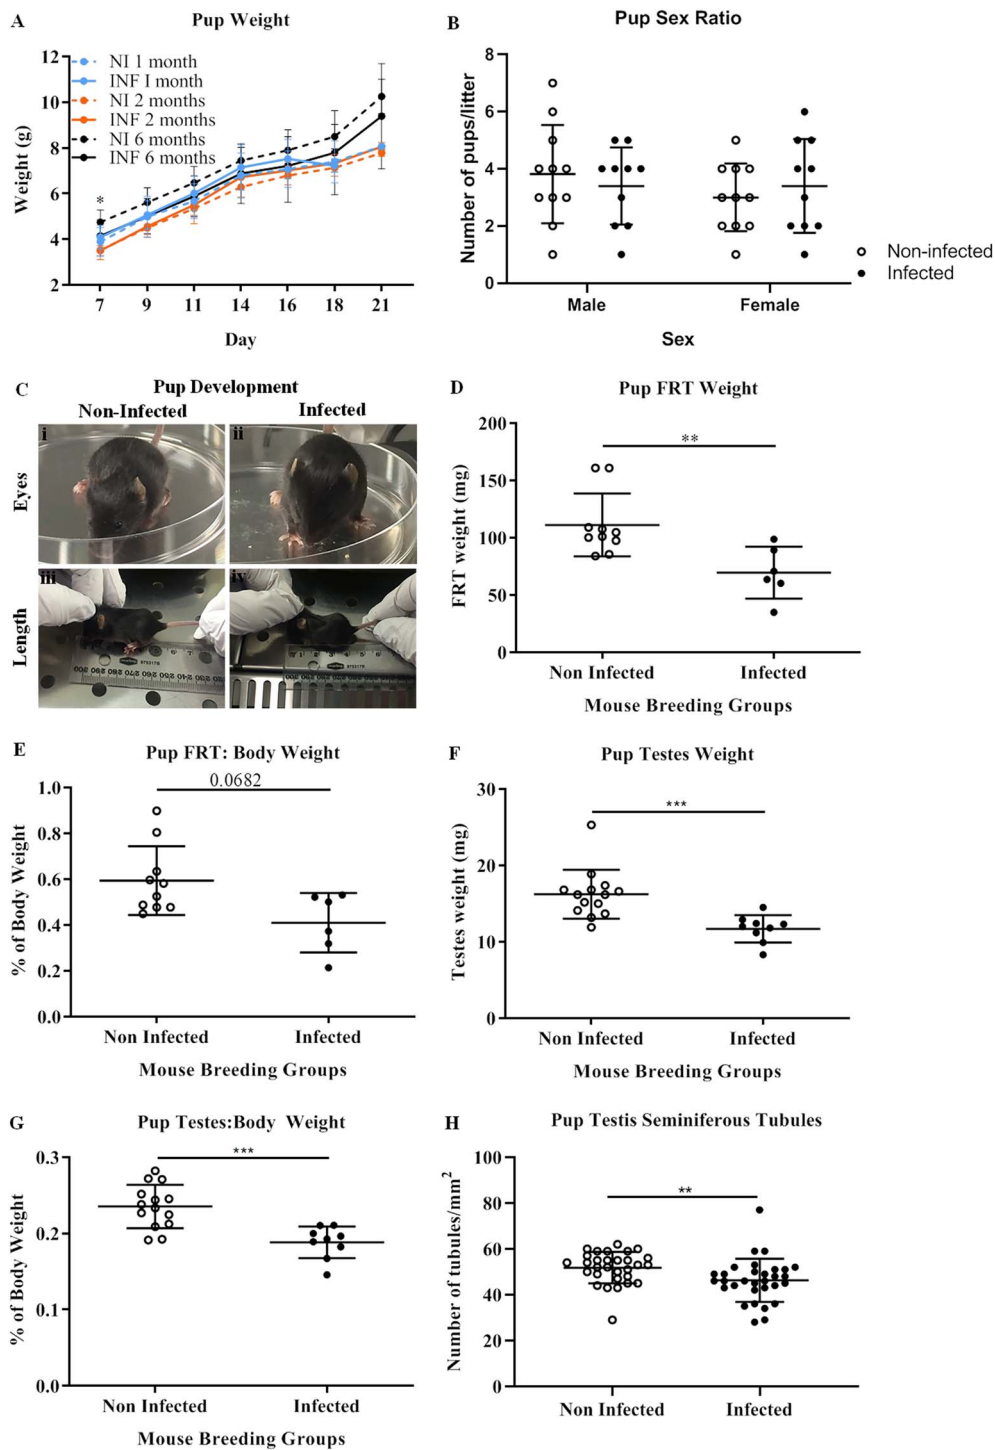 A
Pup Weight
Weight (g)
12
10
8
6
4
2
NI 1 month
INF I month
NI 2 months
INF 2 months
NI 6 months
INF 6 months
*
7 9 11 14 16 18 21
Day
B
Pup Sex Ratio
Number of pups/litter
8
6
4
2
0
Male Female
Sex
Non-infected
Infected
C
Pup Development
Non-Infected Infected
Eyes
i ii
Length
iii iv
D
Pup FRT Weight
FRT weight (mg)
200
150
100
50
0
**
Non Infected Infected
Mouse Breeding Groups
E
Pup FRT: Body Weight
% of Body Weight
1.0
0.8
0.6
0.4
0.2
0.0
0.0682
Non Infected Infected
Mouse Breeding Groups
F
Pup Testes Weight
Testes weight (mg)
30
20
10
0
***
Non Infected Infected
Mouse Breeding Groups
G
Pup Testes:Body Weight
% of Body Weight
0.3
0.2
0.1
0.0
***
Non Infected Infected
Mouse Breeding Groups
H
Pup Testis Seminiferous Tubules
Number of tubules/mm²
100
80
60
40
20
0
**
Non Infected Infected